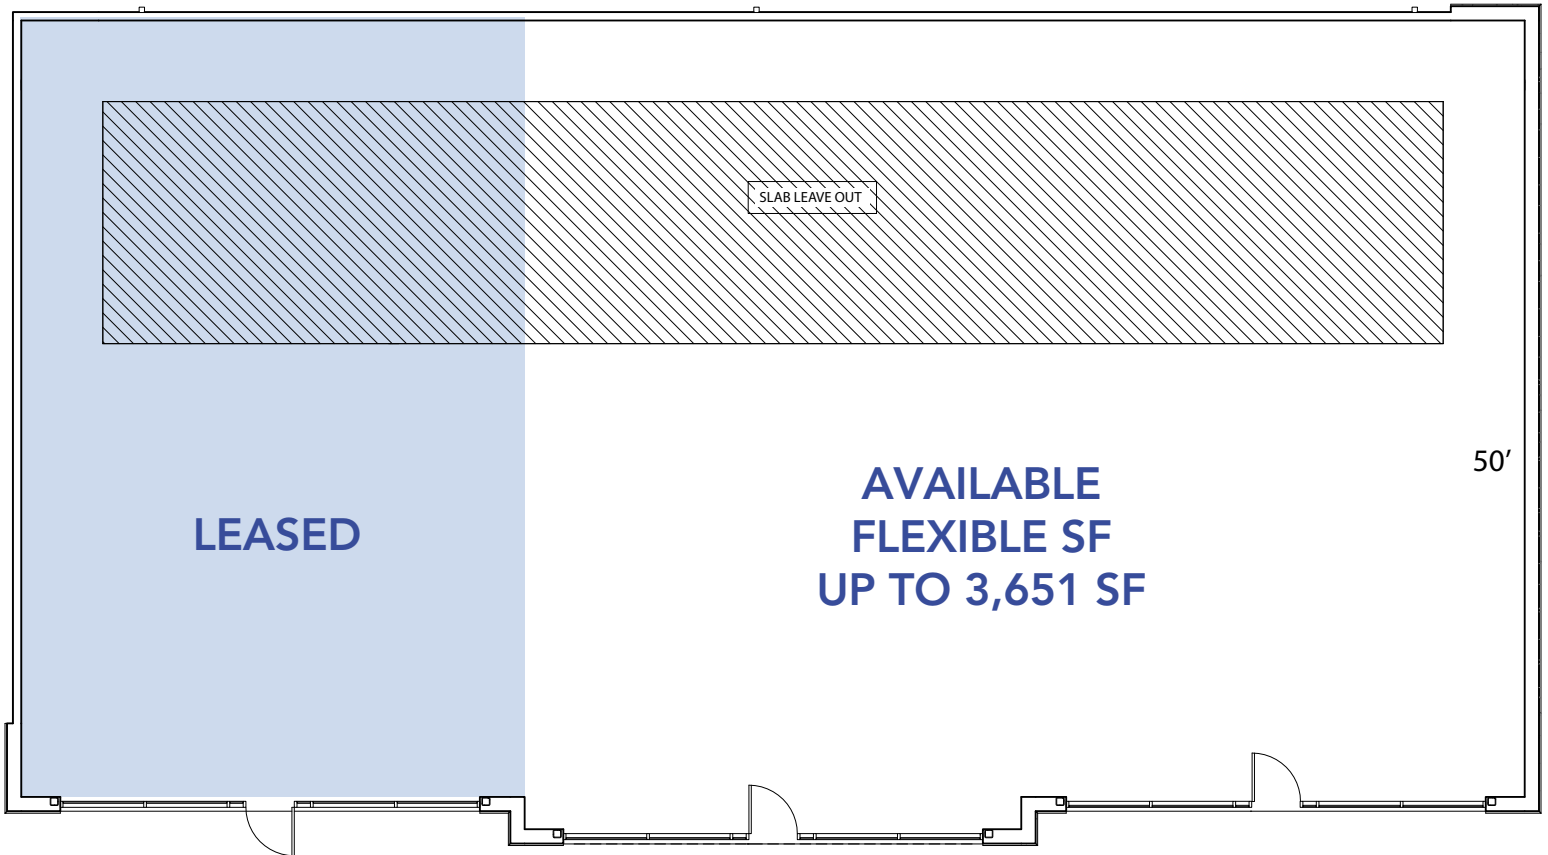 SLAB LEAVE OUT
50’
AVAILABLE
FLEXIBLE SF
UP TO 3,651 SF
LEASED